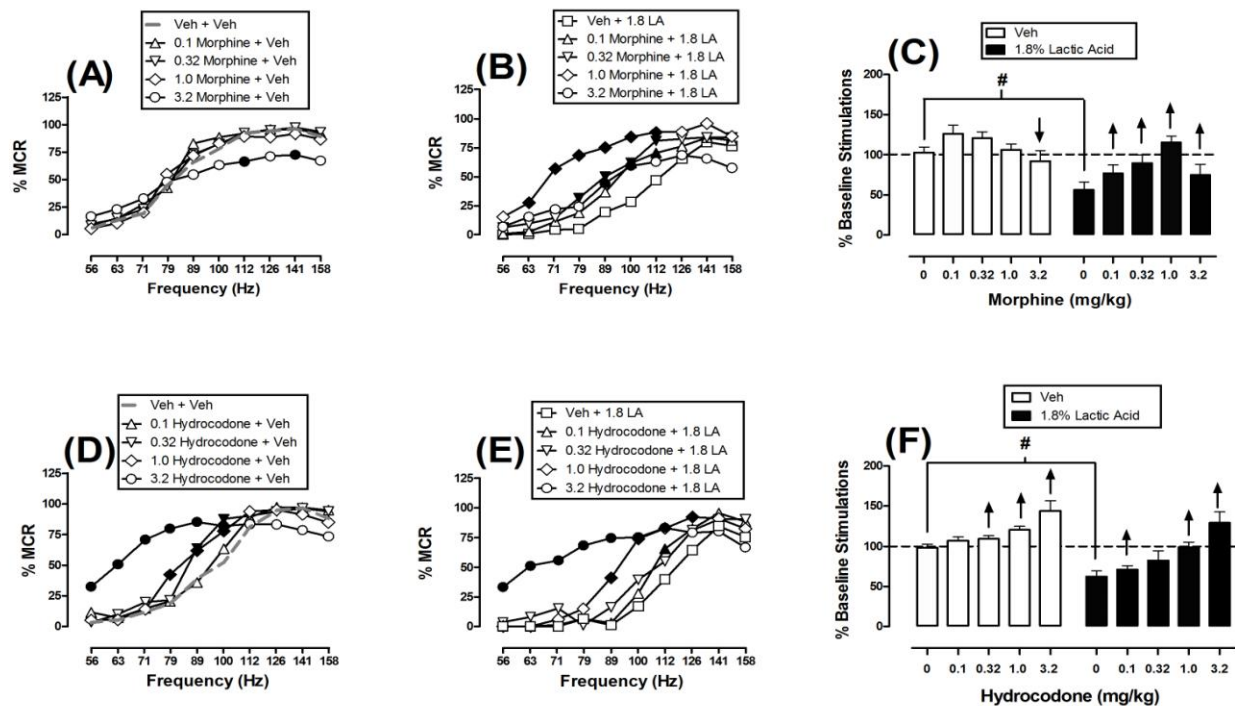 (A)
Veh + Veh
0.1 Morphine + Veh
0.32 Morphine + Veh
1.0 Morphine + Veh
3.2 Morphine + Veh
% MCR
125
100
75
50
25
0
56 63 71 79 89 100 112 126 141 158
Frequency (Hz)
(B)
Veh + 1.8 LA
0.1 Morphine + 1.8 LA
0.32 Morphine + 1.8 LA
1.0 Morphine + 1.8 LA
3.2 Morphine + 1.8 LA
% MCR
125
100
75
50
25
0
56 63 71 79 89 100 112 126 141 158
Frequency (Hz)
(C)
Veh
1.8% Lactic Acid
#
% Baseline Stimulations
200
150
100
50
0
0 0.1 0.32 1.0 3.2 0 0.1 0.32 1.0 3.2
Morphine (mg/kg)
(D)
Veh + Veh
0.1 Hydrocodone + Veh
0.32 Hydrocodone + Veh
1.0 Hydrocodone + Veh
3.2 Hydrocodone + Veh
% MCR
125
100
75
50
25
0
56 63 71 79 89 100 112 126 141 158
Frequency (Hz)
(E)
Veh + 1.8 LA
0.1 Hydrocodone + 1.8 LA
0.32 Hydrocodone + 1.8 LA
1.0 Hydrocodone + 1.8 LA
3.2 Hydrocodone + 1.8 LA
% MCR
125
100
75
50
25
0
56 63 71 79 89 100 112 126 141 158
Frequency (Hz)
(F)
Veh
1.8% Lactic Acid
#
% Baseline Stimulations
200
150
100
50
0
0 0.1 0.32 1.0 3.2 0 0.1 0.32 1.0 3.2
Hydrocodone (mg/kg)